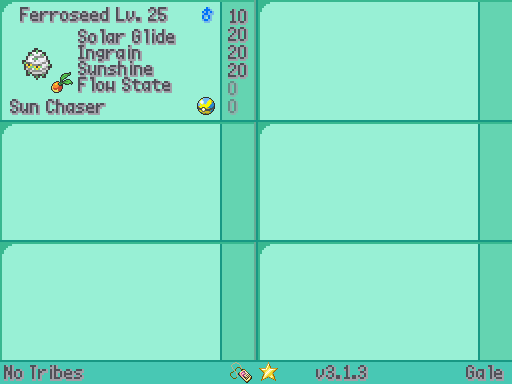 Ferroseed Lv. 25
10
Solar Glide
20
Ingrain
20
Sunshine
20
Flow State
0
Sun Chaser
0
No Tribes
v3.1.3
Gale